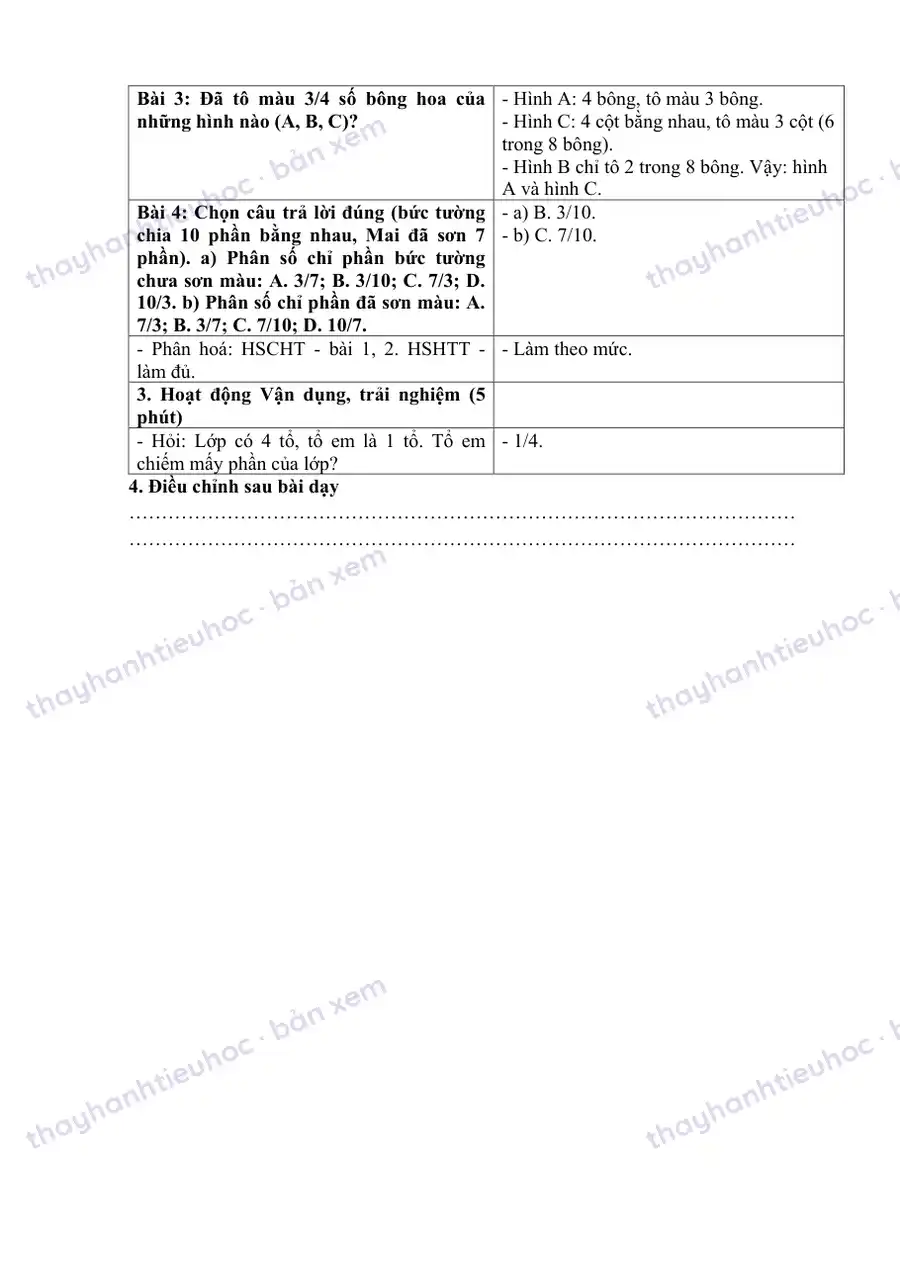 Bài 3: Đã tô màu 3/4 số bông hoa của
những hình nào (A, B, C)?
- Hình A: 4 bông, tô màu 3 bông.
- Hình C: 4 cột bằng nhau, tô màu 3 cột (6
trong 8 bông).
- Hình B chỉ tô 2 trong 8 bông. Vậy: hình
A và hình C.
Bài 4: Chọn câu trả lời đúng (bức tường
chia 10 phần bằng nhau, Mai đã sơn 7
phần). a) Phân số chỉ phần bức tường
chưa sơn màu: A. 3/7; B. 3/10; C. 7/3; D.
10/3. b) Phân số chỉ phần đã sơn màu: A.
7/3; B. 3/7; C. 7/10; D. 10/7.
- a) B. 3/10.
- b) C. 7/10.
- Phân hoá: HSCHT - bài 1, 2. HSHTT -
làm đủ.
- Làm theo mức.
3. Hoạt động Vận dụng, trải nghiệm (5
phút)
- Hỏi: Lớp có 4 tổ, tổ em là 1 tổ. Tổ em
chiếm mấy phần của lớp?
- 1/4.
4. Điều chỉnh sau bài dạy
……………………………………………………………………………………………
……………………………………………………………………………………………
thayhanhtieuhoc · bản xem
thayhanhtieuhoc · b
thayhanhtieuhoc · bản xem
thayhanhtieuhoc · b
thayhanhtieuhoc · bản xem
thayhanhtieuhoc · b